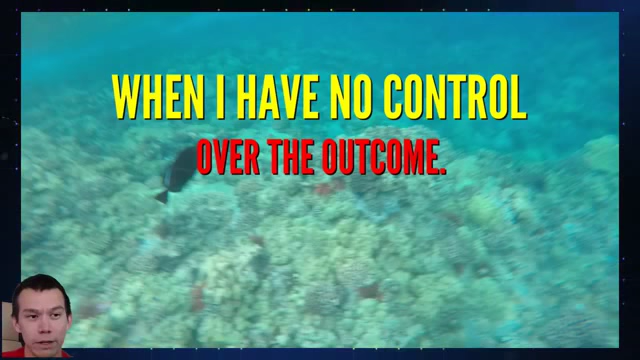 WHEN I HAVE NO CONTROL
OVER THE OUTCOME.